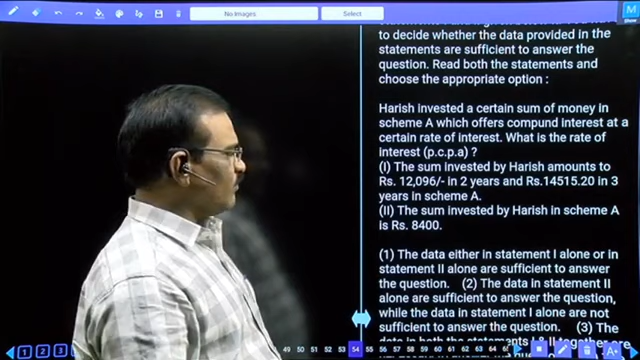 No Images
Select
M
to decide whether the data provided in the
statements are sufficient to answer the
question. Read both the statements and
choose the appropriate option :
Harish invested a certain sum of money in
scheme A which offers compund interest at a
certain rate of interest. What is the rate of
interest (p.c.p.a) ?
(I) The sum invested by Harish amounts to
Rs. 12,096/- in 2 years and Rs.14515.20 in 3
years in scheme A.
(II) The sum invested by Harish in scheme A
is Rs. 8400.
(1) The data either in statement I alone or in
statement II alone are sufficient to answer
the question. (2) The data in statement II
alone are sufficient to answer the question,
while the data in statement I alone are not
sufficient to answer the question. (3) The
1 2 3
49 50 51 52 53 54 55 56 57 58 59 60 61 62 63 64
A+